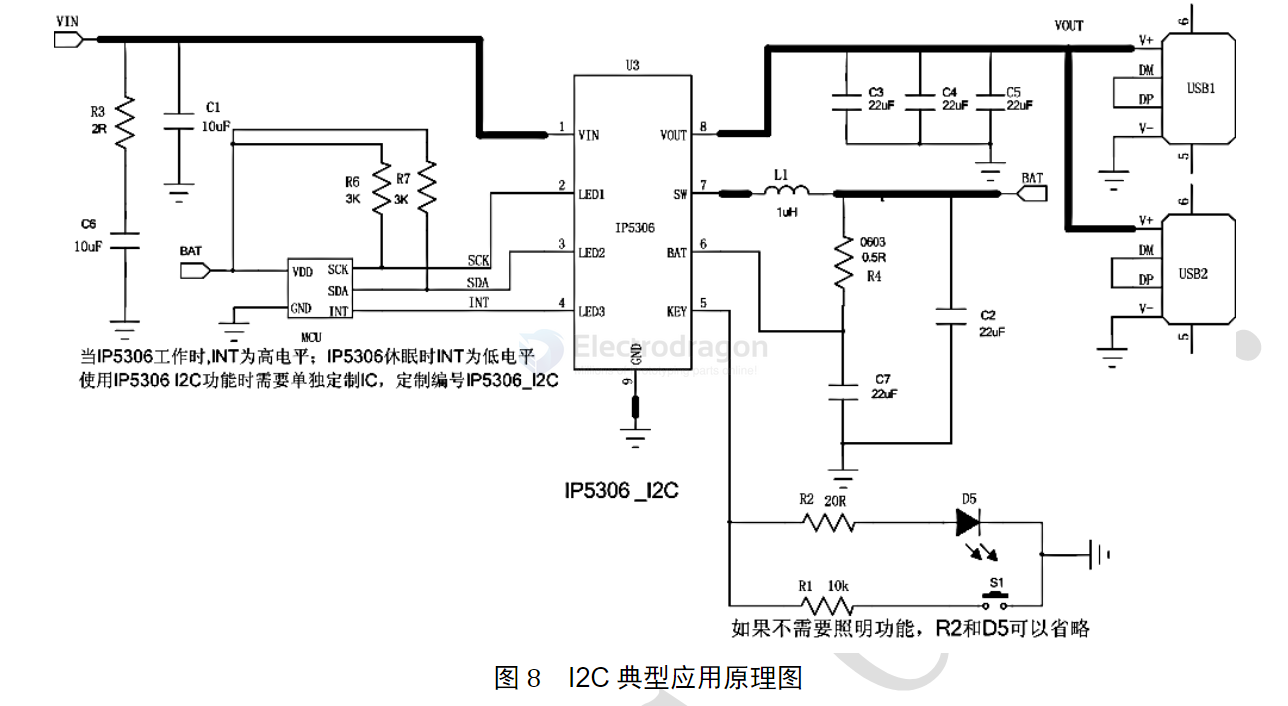 VIN
VOUT
6
V+
DM
DP
V-
USB1
5
U3
R3
2R
C1
10uF
C3
22uF
C4
22uF
C5
22uF
1
VIN
VOUT
8
R6
3K
R7
3K
2
LED1
SW
7
L1
1uH
BAT
IP5306
C6
10uF
BAT
VDD
SCK
SDA
GND
INT
MCU
SCK
SDA
INT
3
LED2
BAT
6
4
LED3
KEY
5
GND
9
0603
0.5R
R4
C2
22uF
C7
22uF
6
V+
DM
DP
V-
USB2
5
Electrodragon
当IP5306工作时,INT为高电平；IP5306休眠时INT为低电平
使用IP5306 I2C功能时需要单独定制IC，定制编号IP5306_I2C
IP5306_I2C
R2 20R
D5
R1 10k
S1
如果不需要照明功能，R2和D5可以省略
图 8 I2C 典型应用原理图